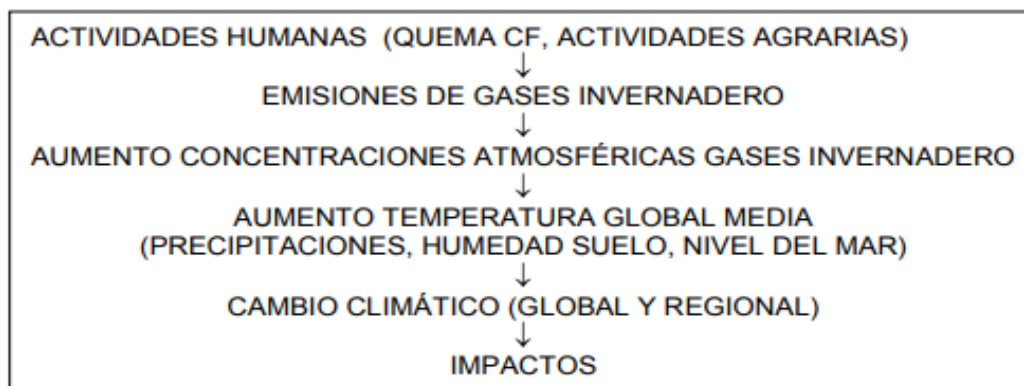 ACTIVIDADES HUMANAS (QUEMA CF, ACTIVIDADES AGRARIAS)
↓
EMISIONES DE GASES INVERNADERO
↓
AUMENTO CONCENTRACIONES ATMOSFÉRICAS GASES INVERNADERO
↓
AUMENTO TEMPERATURA GLOBAL MEDIA
(PRECIPITACIONES, HUMEDAD SUELO, NIVEL DEL MAR)
↓
CAMBIO CLIMÁTICO (GLOBAL Y REGIONAL)
↓
IMPACTOS